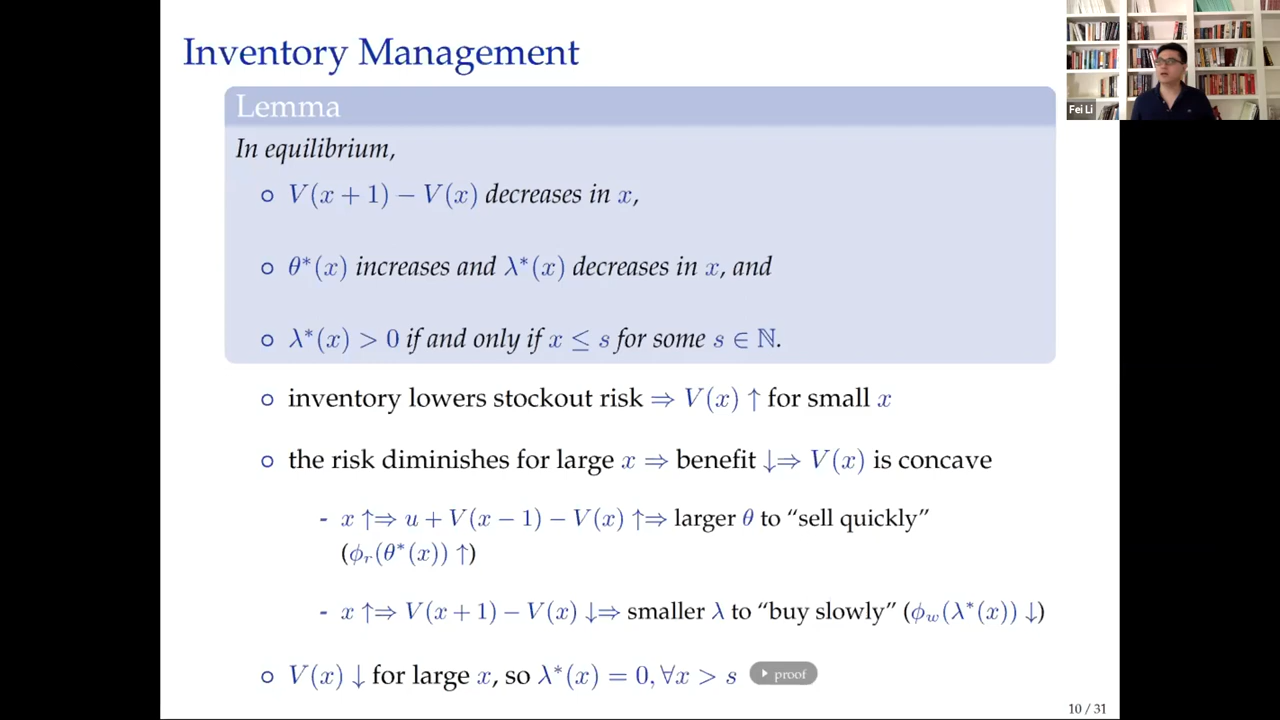 Inventory Management
Lemma
In equilibrium,
○ V(x + 1) − V(x) decreases in x,
○ θ*(x) increases and λ*(x) decreases in x, and
○ λ*(x) > 0 if and only if x ≤ s for some s ∈ ℕ.
○ inventory lowers stockout risk ⇒ V(x) ↑ for small x
○ the risk diminishes for large x ⇒ benefit ↓⇒ V(x) is concave
- x ↑⇒ u + V(x − 1) − V(x) ↑⇒ larger θ to “sell quickly”
(ϕᵣ(θ*(x)) ↑)
- x ↑⇒ V(x + 1) − V(x) ↓⇒ smaller λ to “buy slowly” (ϕ_w(λ*(x)) ↓)
○ V(x) ↓ for large x, so λ*(x) = 0, ∀x > s
proof
10 / 31
Fei Li